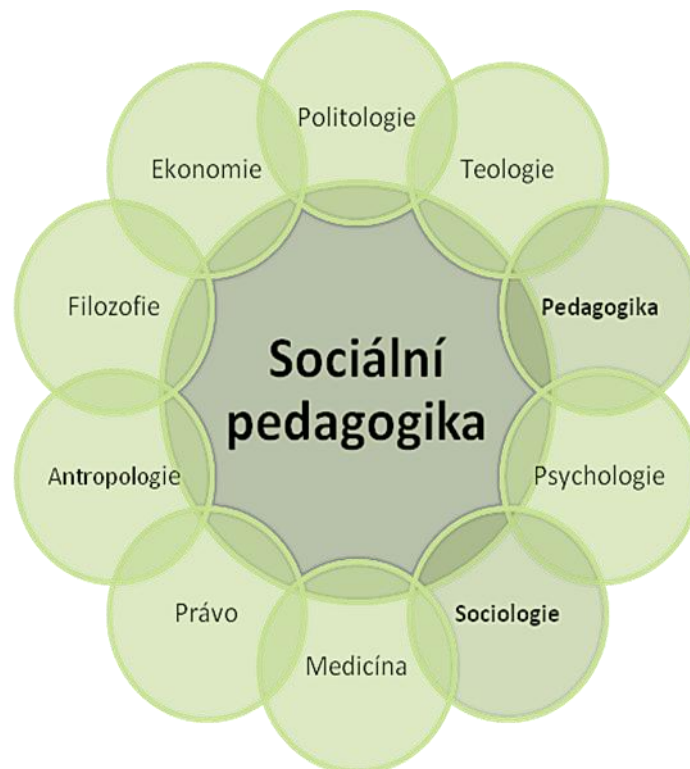 Politologie
Ekonomie
Teologie
Filozofie
Pedagogika
Sociální
pedagogika
Antropologie
Psychologie
Právo
Sociologie
Medicína